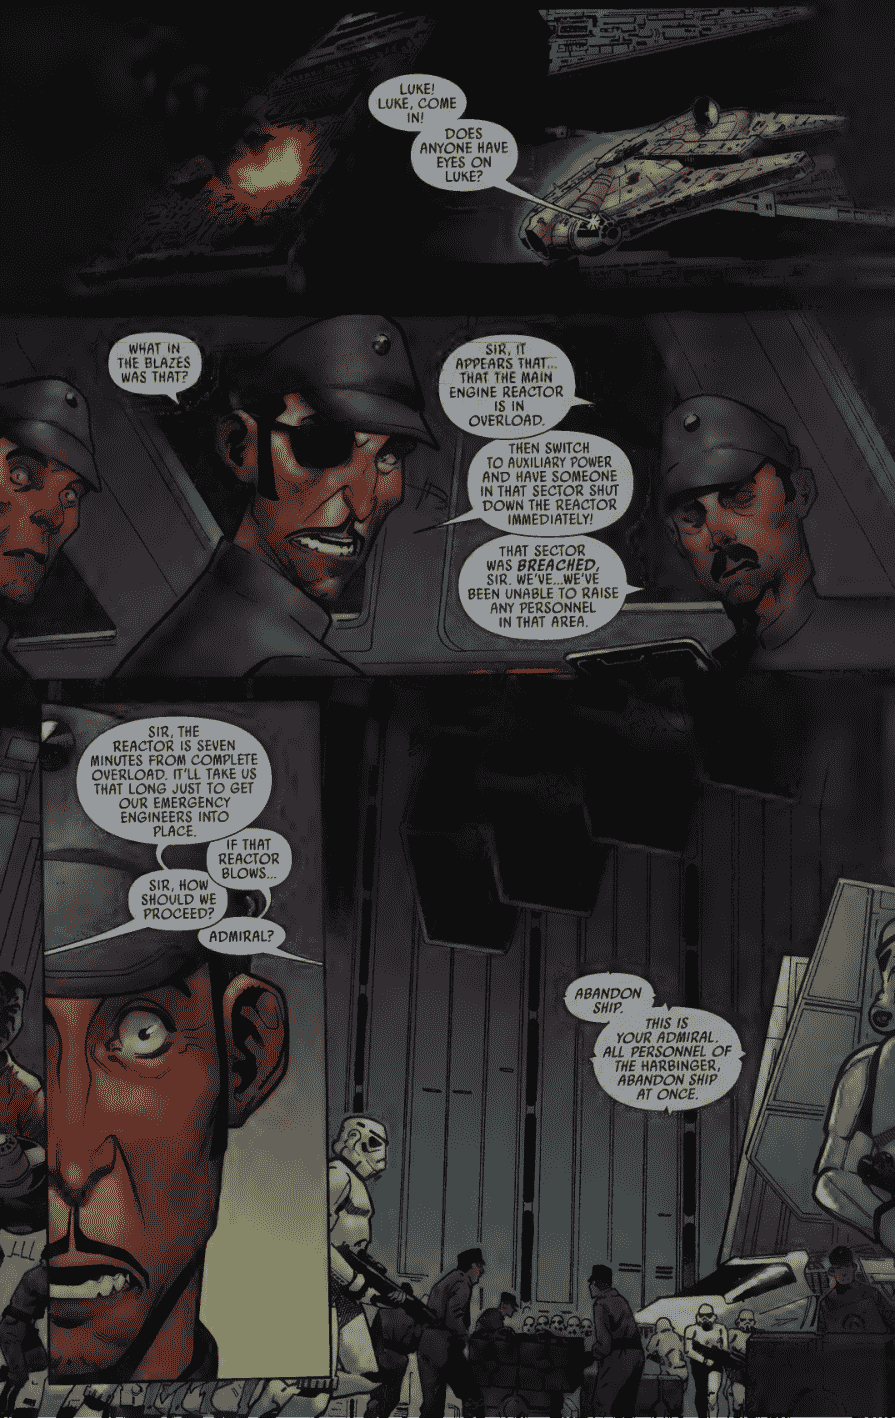 LUKE!
LUKE, COME
IN!
DOES
ANYONE HAVE
EYES ON
LUKE?
WHAT IN
THE BLAZES
WAS THAT?
SIR, IT
APPEARS THAT...
THAT THE MAIN
ENGINE REACTOR
IS IN
OVERLOAD.
THEN SWITCH
TO AUXILIARY POWER
AND HAVE SOMEONE
IN THAT SECTOR SHUT
DOWN THE REACTOR
IMMEDIATELY!
THAT SECTOR
WAS BREACHED,
SIR. WE'VE...WE'VE
BEEN UNABLE TO RAISE
ANY PERSONNEL
IN THAT AREA.
SIR, THE
REACTOR IS SEVEN
MINUTES FROM COMPLETE
OVERLOAD. IT'LL TAKE US
THAT LONG JUST TO GET
OUR EMERGENCY
ENGINEERS INTO
PLACE.
IF THAT
REACTOR
BLOWS...
SIR, HOW
SHOULD WE
PROCEED?
ADMIRAL?
ABANDON
SHIP.
THIS IS
YOUR ADMIRAL.
ALL PERSONNEL OF
THE HARBINGER,
ABANDON SHIP
AT ONCE.